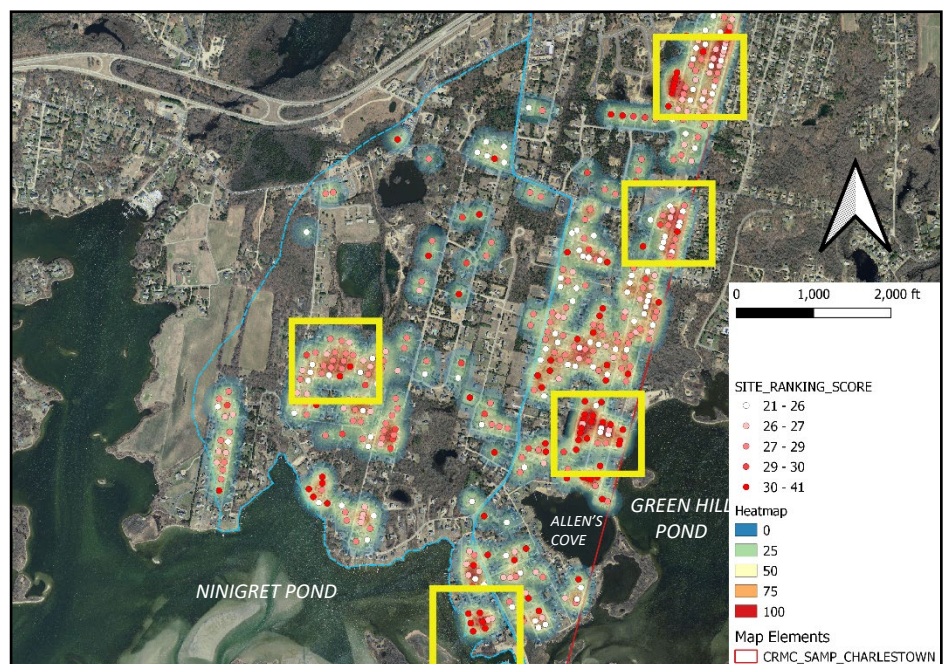 ALLEN'S
COVE
GREEN HILL
POND
NINIGRET POND
0 1,000 2,000 ft
SITE_RANKING_SCORE
21 - 26
26 - 27
27 - 29
29 - 30
30 - 41
Heatmap
0
25
50
75
100
Map Elements
CRMC_SAMP_CHARLESTOWN